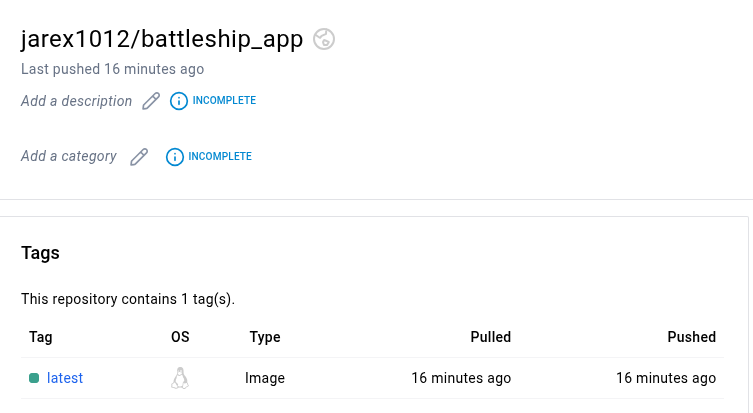 jarex1012/battleship_app
Last pushed 16 minutes ago
Add a description INCOMPLETE
Add a category INCOMPLETE
Tags
This repository contains 1 tag(s).
Tag OS Type Pulled Pushed
latest Image 16 minutes ago 16 minutes ago